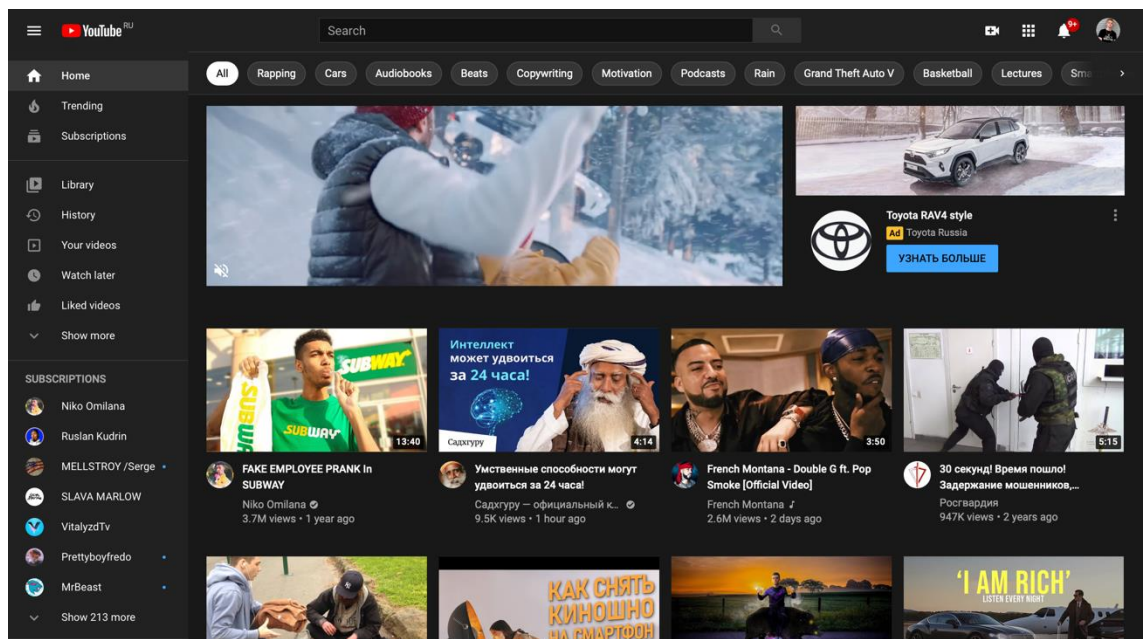 YouTube RU
Search
9+
Home
Trending
Subscriptions
Library
History
Your videos
Watch later
Liked videos
Show more
SUBSCRIPTIONS
Niko Omilana
Ruslan Kudrin
MELLSTROY /Serge
SLAVA MARLOW
VitalyzdTv
Prettyboyfredo
MrBeast
Show 213 more
All
Rapping
Cars
Audiobooks
Beats
Copywriting
Motivation
Podcasts
Rain
Grand Theft Auto V
Basketball
Lectures
Toyota RAV4 style
Ad Toyota Russia
УЗНАТЬ БОЛЬШЕ
SUBWAY
SUBWAY
13:40
FAKE EMPLOYEE PRANK In
SUBWAY
Niko Omilana
3.7M views • 1 year ago
Интеллект
может удвоиться
за 24 часа!
Садхгуру
4:14
Умственные способности могут
удвоиться за 24 часа!
Садхгуру — официальный к...
9.5K views • 1 hour ago
3:50
French Montana - Double G ft. Pop
Smoke [Official Video]
French Montana
2.6M views • 2 days ago
5:15
30 секунд! Время пошло!
Задержание мошенников,...
Росгвардия
947K views • 2 years ago
КАК СНЯТЬ
КИНОШНО
НА СМАРТФОН
'I AM RICH'
LISTEN EVERY NIGHT